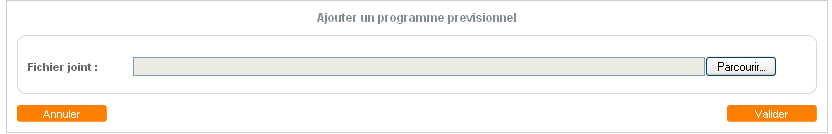 Ajouter un programme previsionnel
Fichier joint :
Parcourir...
Annuler
Valider